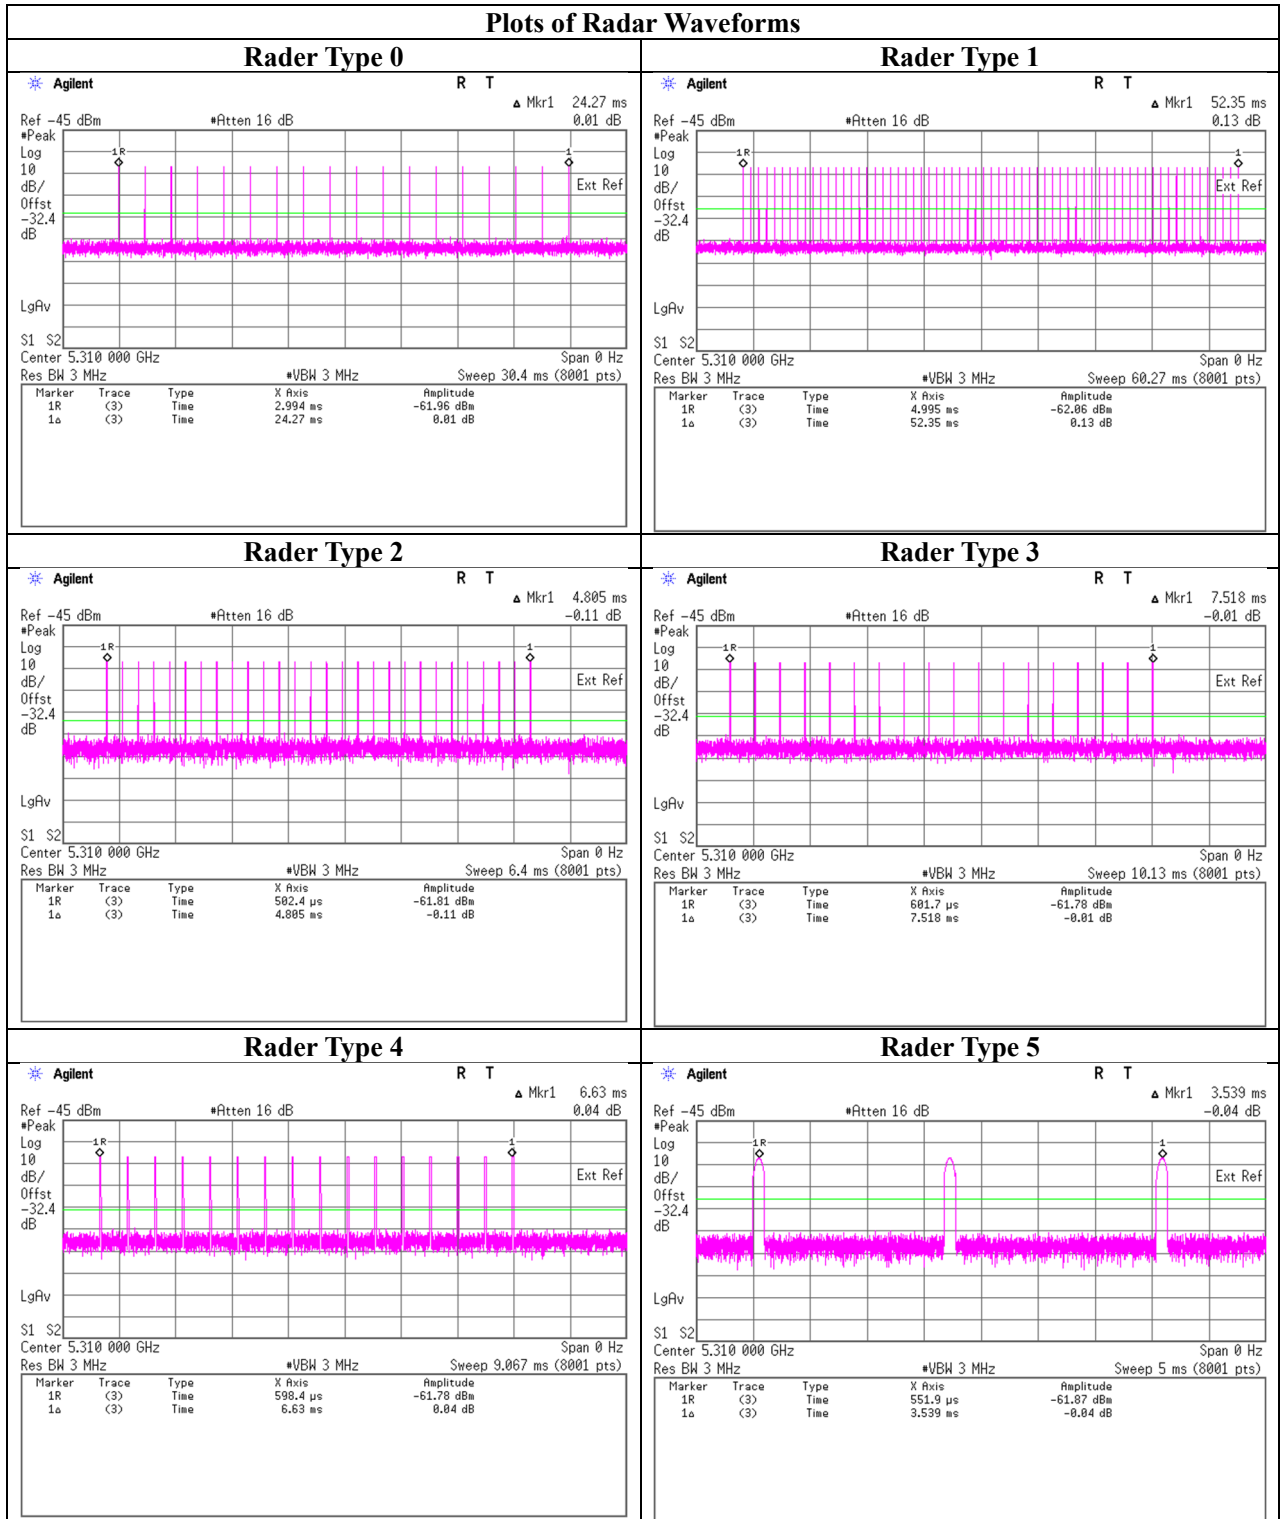 Plots of Radar Waveforms
Rader Type 0
Rader Type 1
Agilent R T
Δ Mkr1 24.27 ms
Ref -45 dBm #Atten 16 dB 0.01 dB
#Peak
Log
10
dB/
Offst
-32.4
dB
1R
1
Ext Ref
LgAv
S1 S2
Center 5.310 000 GHz Span 0 Hz
Res BW 3 MHz #VBW 3 MHz Sweep 30.4 ms (8001 pts)
Marker Trace Type X Axis Amplitude
1R (3) Time 2.994 ms -61.96 dBm
1Δ (3) Time 24.27 ms 0.01 dB
Agilent R T
Δ Mkr1 52.35 ms
Ref -45 dBm #Atten 16 dB 0.13 dB
#Peak
Log
10
dB/
Offst
-32.4
dB
1R
1
Ext Ref
LgAv
S1 S2
Center 5.310 000 GHz Span 0 Hz
Res BW 3 MHz #VBW 3 MHz Sweep 60.27 ms (8001 pts)
Marker Trace Type X Axis Amplitude
1R (3) Time 4.995 ms -62.06 dBm
1Δ (3) Time 52.35 ms 0.13 dB
Rader Type 2
Rader Type 3
Agilent R T
Δ Mkr1 4.805 ms
Ref -45 dBm #Atten 16 dB -0.11 dB
#Peak
Log
10
dB/
Offst
-32.4
dB
1R
1
Ext Ref
LgAv
S1 S2
Center 5.310 000 GHz Span 0 Hz
Res BW 3 MHz #VBW 3 MHz Sweep 6.4 ms (8001 pts)
Marker Trace Type X Axis Amplitude
1R (3) Time 502.4 µs -61.81 dBm
1Δ (3) Time 4.805 ms -0.11 dB
Agilent R T
Δ Mkr1 7.518 ms
Ref -45 dBm #Atten 16 dB -0.01 dB
#Peak
Log
10
dB/
Offst
-32.4
dB
1R
1
Ext Ref
LgAv
S1 S2
Center 5.310 000 GHz Span 0 Hz
Res BW 3 MHz #VBW 3 MHz Sweep 10.13 ms (8001 pts)
Marker Trace Type X Axis Amplitude
1R (3) Time 601.7 µs -61.78 dBm
1Δ (3) Time 7.518 ms -0.01 dB
Rader Type 4
Rader Type 5
Agilent R T
Δ Mkr1 6.63 ms
Ref -45 dBm #Atten 16 dB 0.04 dB
#Peak
Log
10
dB/
Offst
-32.4
dB
1R
1
Ext Ref
LgAv
S1 S2
Center 5.310 000 GHz Span 0 Hz
Res BW 3 MHz #VBW 3 MHz Sweep 9.067 ms (8001 pts)
Marker Trace Type X Axis Amplitude
1R (3) Time 598.4 µs -61.78 dBm
1Δ (3) Time 6.63 ms 0.04 dB
Agilent R T
Δ Mkr1 3.539 ms
Ref -45 dBm #Atten 16 dB -0.04 dB
#Peak
Log
10
dB/
Offst
-32.4
dB
1R
1
Ext Ref
LgAv
S1 S2
Center 5.310 000 GHz Span 0 Hz
Res BW 3 MHz #VBW 3 MHz Sweep 5 ms (8001 pts)
Marker Trace Type X Axis Amplitude
1R (3) Time 551.9 µs -61.87 dBm
1Δ (3) Time 3.539 ms -0.04 dB